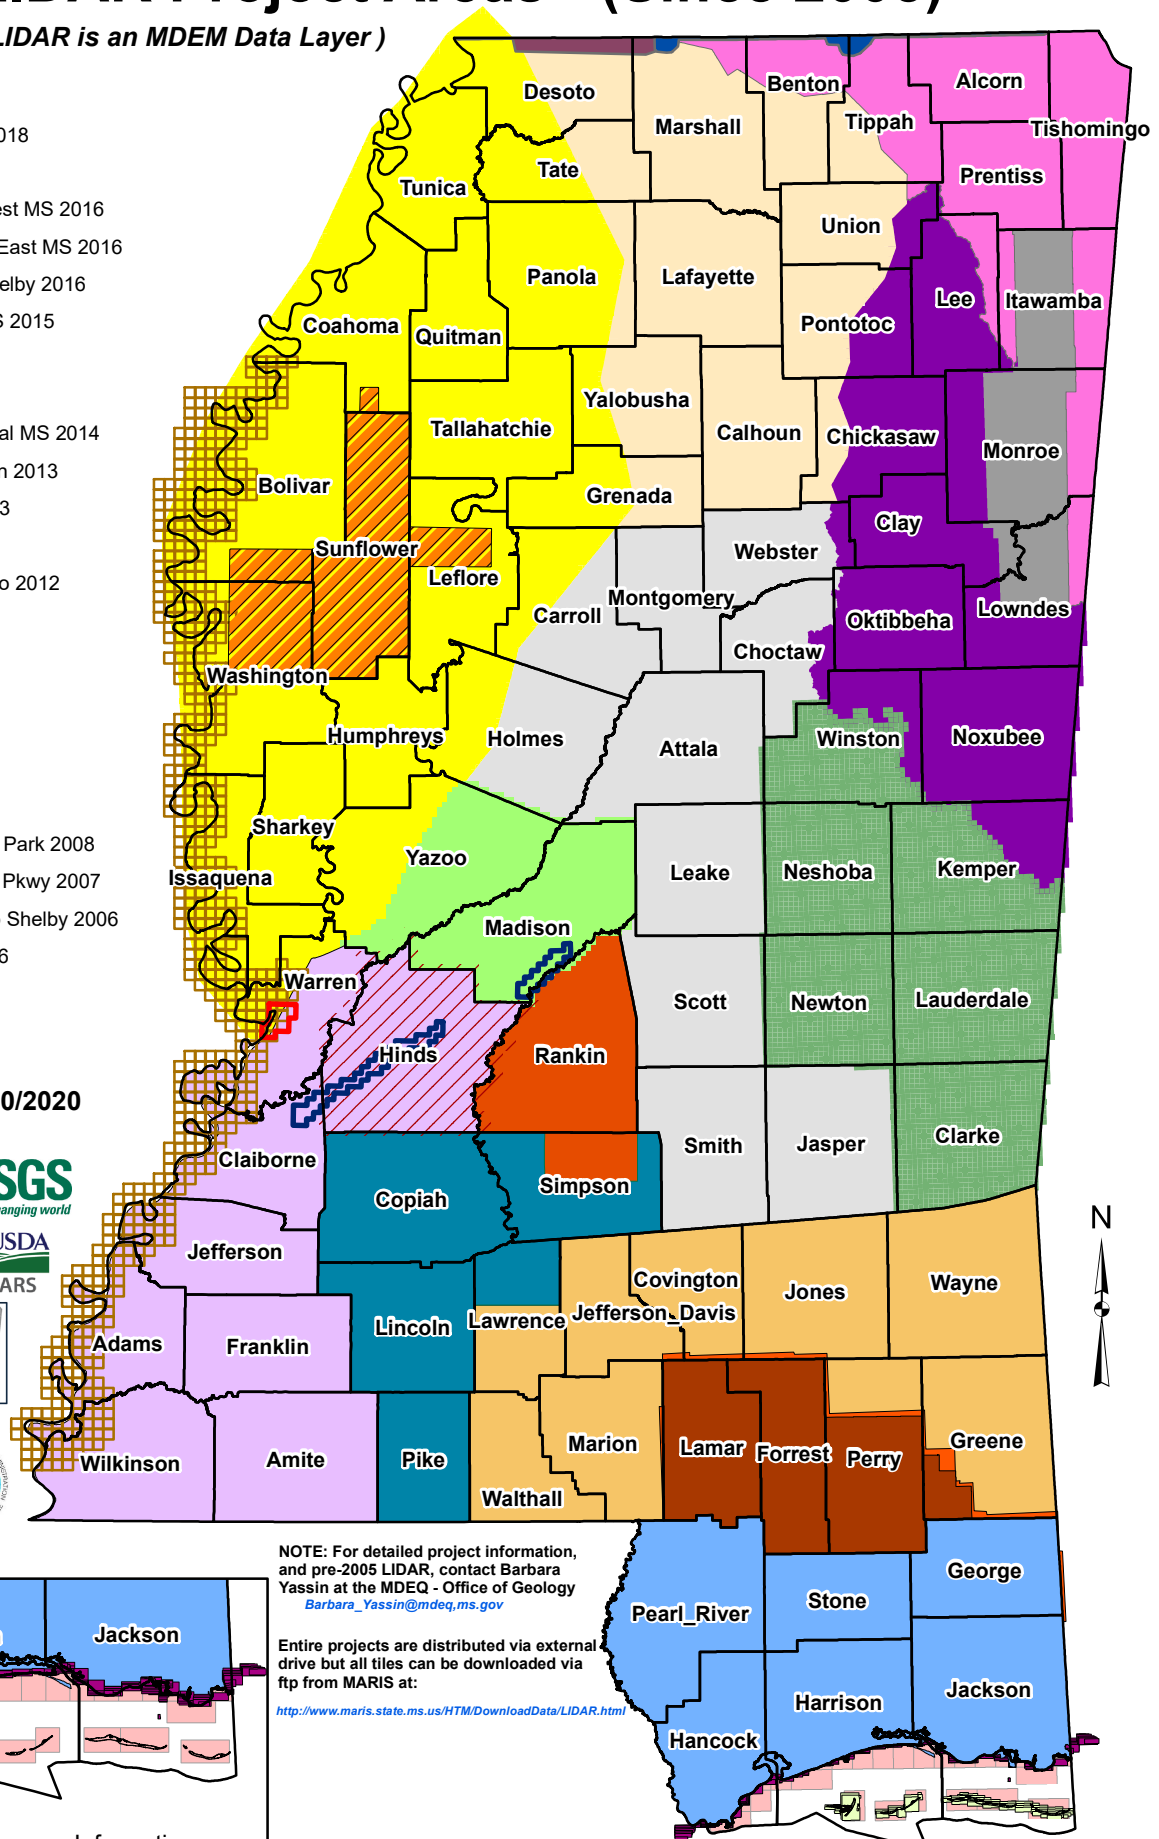 LIDAR Project Areas (Since 2005)
LIDAR is an MDEM Data Layer )
018
est MS 2016
East MS 2016
elby 2016
S 2015
al MS 2014
n 2013
3
o 2012
Park 2008
Pkwy 2007
Shelby 2006
6
0/2020
SGS
hanging world
USDA
ARS
Desoto
Benton
Alcorn
Marshall
Tippah
Tishomingo
Tate
Tunica
Prentiss
Union
Panola
Lafayette
Lee
Itawamba
Coahoma
Quitman
Pontotoc
Yalobusha
Tallahatchie
Calhoun
Chickasaw
Monroe
Bolivar
Grenada
Clay
Sunflower
Webster
Leflore
Montgomery
Carroll
Oktibbeha
Lowndes
Choctaw
Washington
Humphreys
Holmes
Attala
Winston
Noxubee
Sharkey
Yazoo
Issaquena
Leake
Neshoba
Kemper
Madison
Warren
Scott
Newton
Lauderdale
Hinds
Rankin
Smith
Jasper
Clarke
Claiborne
Copiah
Simpson
N
Jefferson
Covington
Jones
Wayne
Jefferson_Davis
Lawrence
Lincoln
Adams
Franklin
Marion
Lamar
Forrest
Perry
Greene
Wilkinson
Amite
Pike
Walthall
NOTE: For detailed project information,
and pre-2005 LIDAR, contact Barbara
Yassin at the MDEQ - Office of Geology
Barbara_Yassin@mdeq,ms.gov
Entire projects are distributed via external
drive but all tiles can be downloaded via
ftp from MARIS at:
http://www.maris.state.ms.us/HTM/DownloadData/LIDAR.html
George
Stone
Pearl_River
Jackson
Harrison
Jackson
Hancock